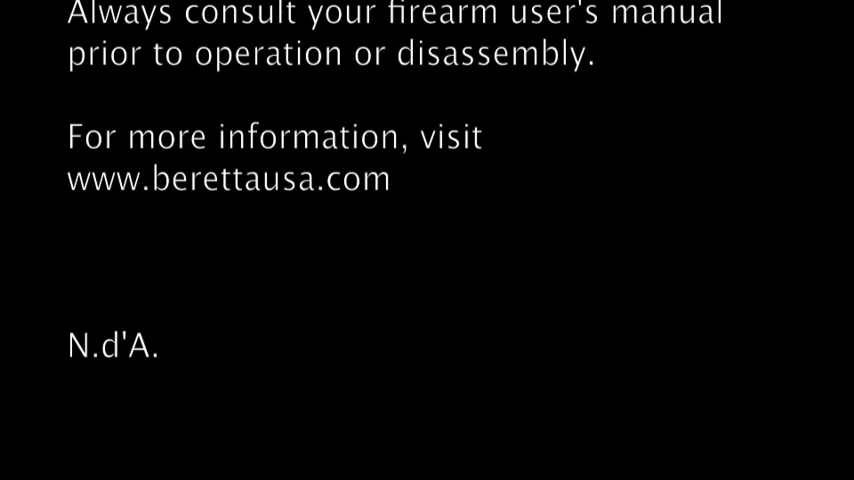 Always consult your firearm user's manual
prior to operation or disassembly.
For more information, visit
www.berettausa.com
N.d'A.